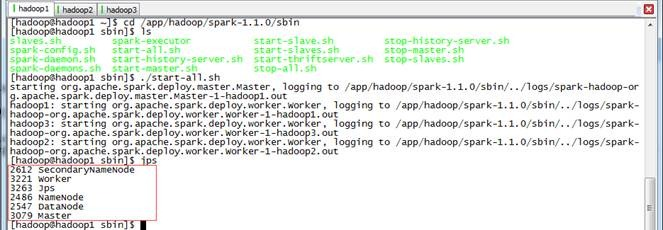 hadoop1 hadoop2 hadoop3
[hadoop@hadoop1 ~]$ cd /app/hadoop/spark-1.1.0/sbin
[hadoop@hadoop1 sbin]$ ls
slaves.sh spark-executor start-slave.sh stop-history-server.sh
spark-config.sh start-all.sh start-slaves.sh stop-master.sh
spark-daemon.sh start-history-server.sh start-thriftserver.sh stop-slaves.sh
spark-daemons.sh start-master.sh stop-all.sh
[hadoop@hadoop1 sbin]$ ./start-all.sh
starting org.apache.spark.deploy.master.Master, logging to /app/hadoop/spark-1.1.0/sbin/../logs/spark-hadoop-or
g.apache.spark.deploy.master.Master-1-hadoop1.out
hadoop1: starting org.apache.spark.deploy.worker.Worker, logging to /app/hadoop/spark-1.1.0/sbin/../logs/spark-
hadoop-org.apache.spark.deploy.worker.Worker-1-hadoop1.out
hadoop3: starting org.apache.spark.deploy.worker.Worker, logging to /app/hadoop/spark-1.1.0/sbin/../logs/spark-
hadoop-org.apache.spark.deploy.worker.Worker-1-hadoop3.out
hadoop2: starting org.apache.spark.deploy.worker.Worker, logging to /app/hadoop/spark-1.1.0/sbin/../logs/spark-
hadoop-org.apache.spark.deploy.worker.Worker-1-hadoop2.out
[hadoop@hadoop1 sbin]$ jps
2612 SecondaryNameNode
3221 Worker
3263 Jps
2486 NameNode
2547 DataNode
3079 Master
[hadoop@hadoop1 sbin]$